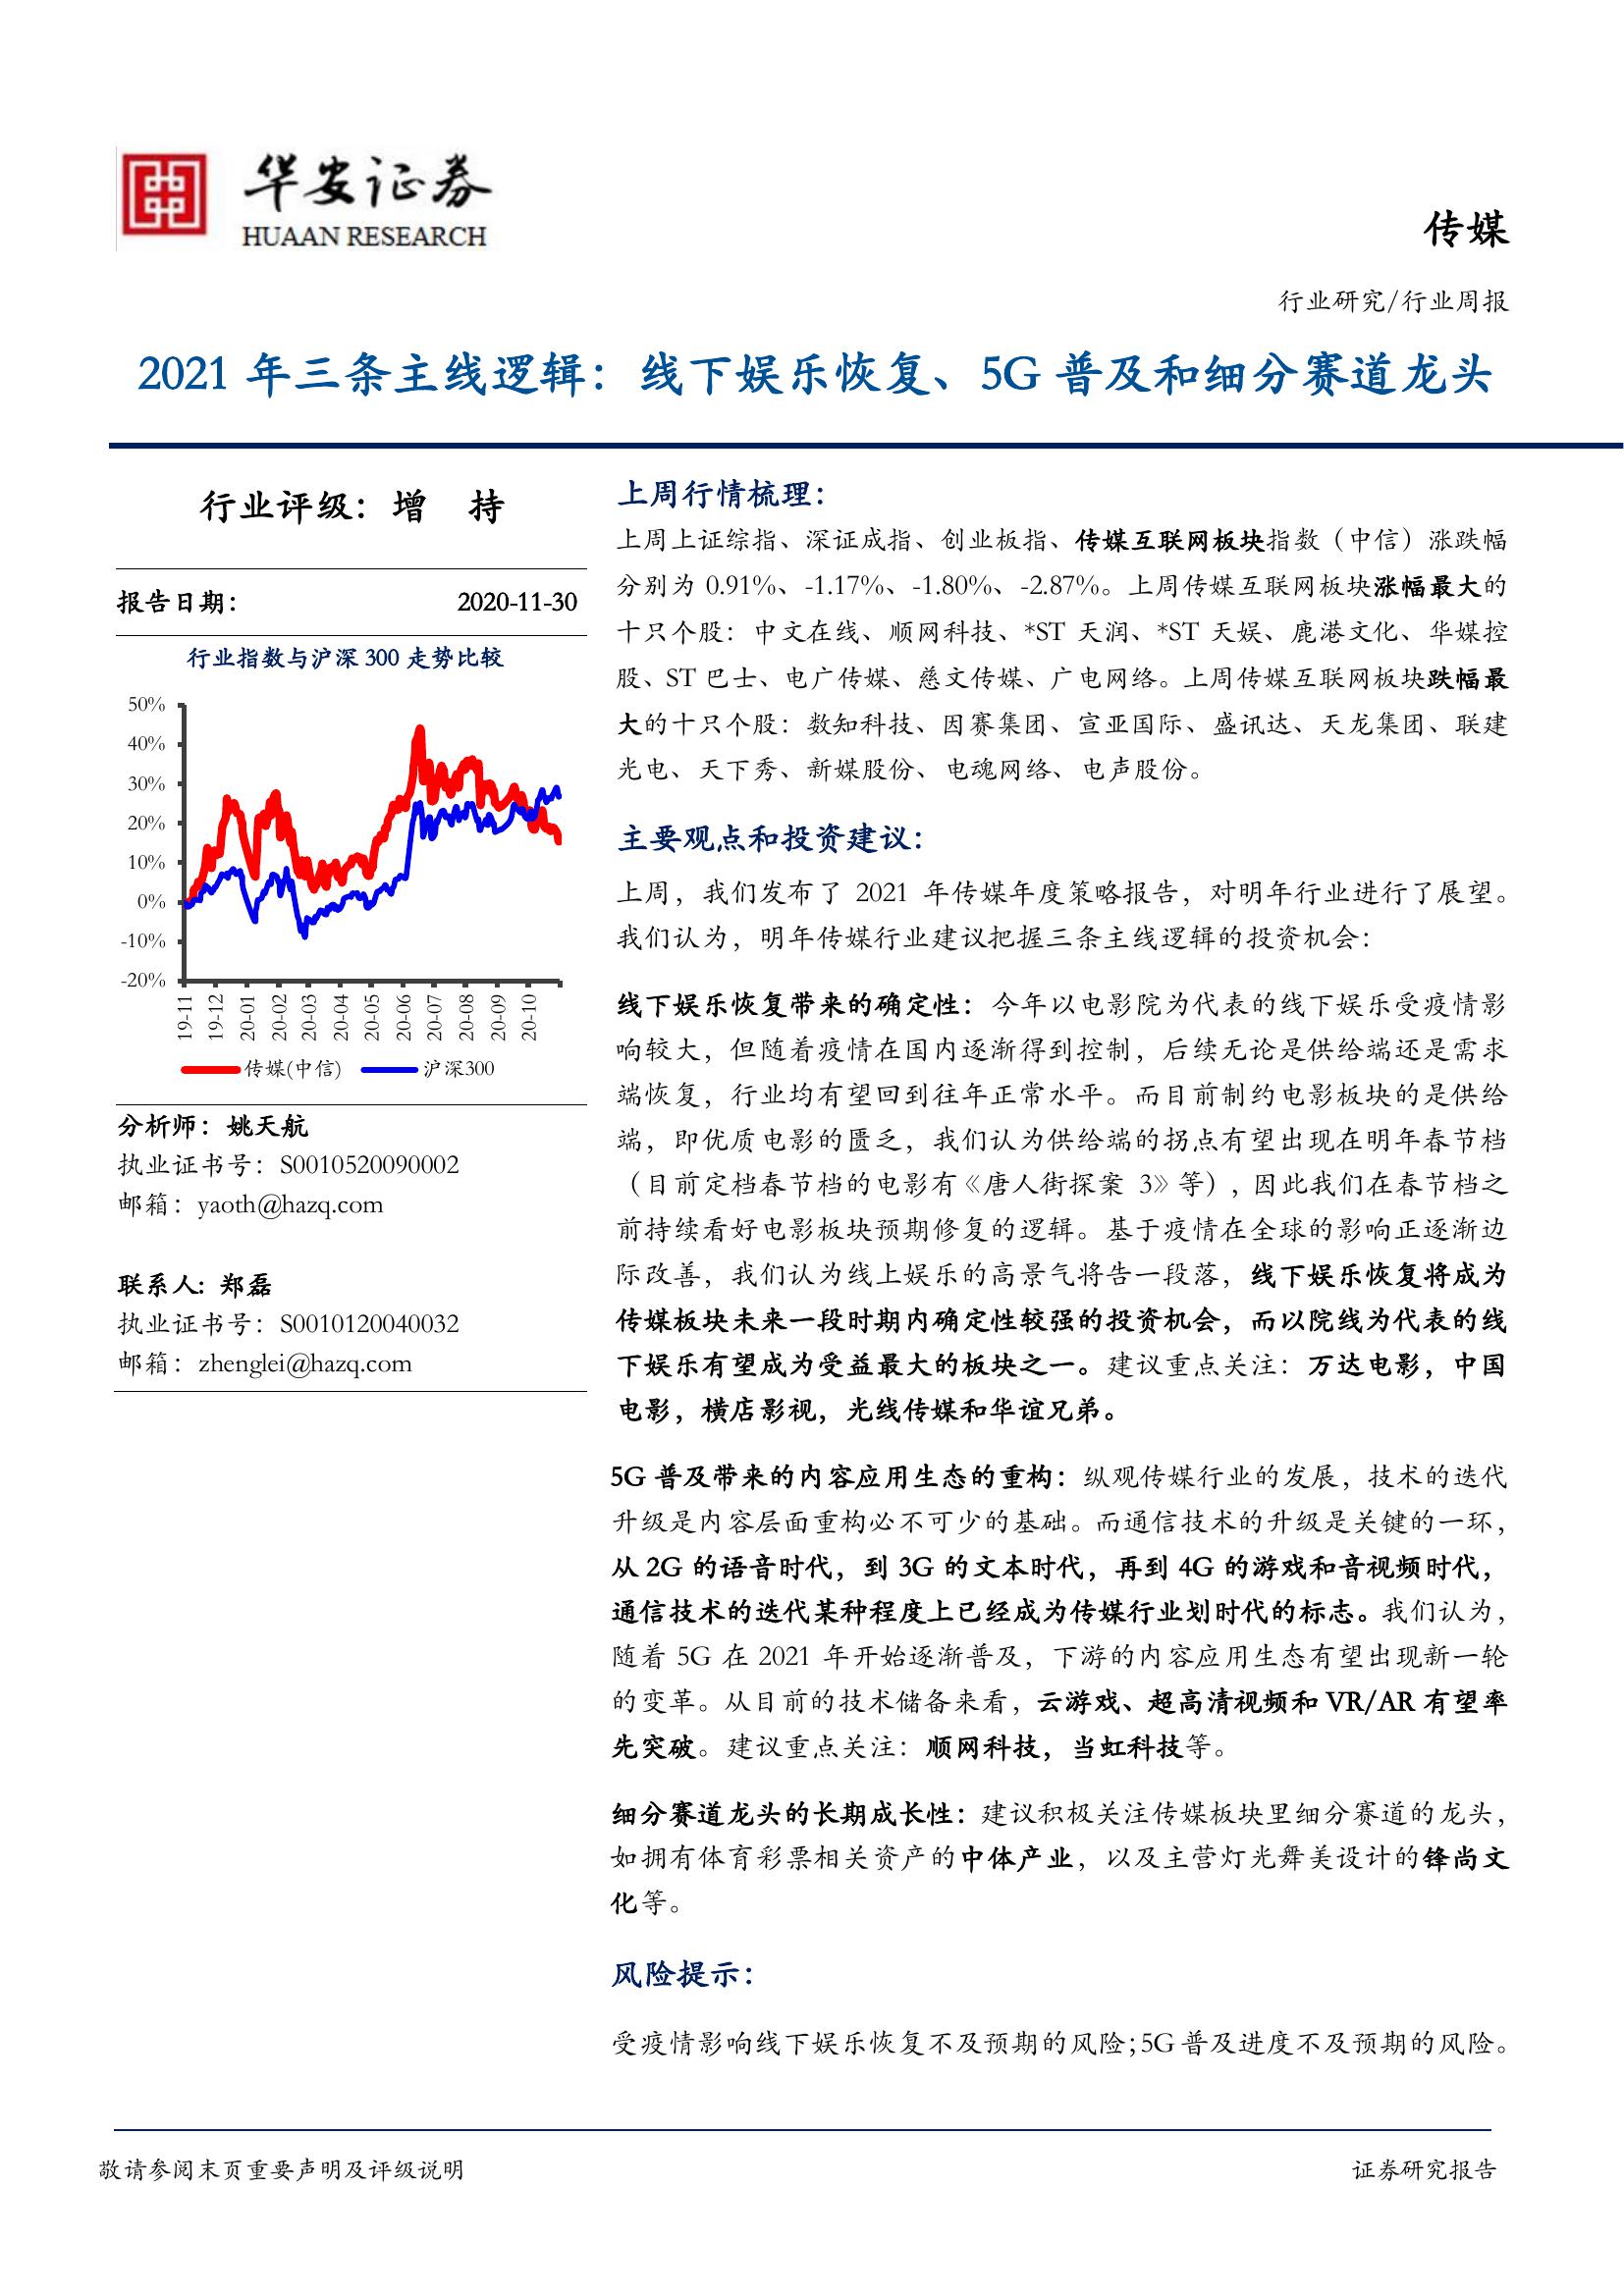 华安证券
HUAAN RESEARCH
传媒
行业研究/行业周报
2021 年三条主线逻辑：线下娱乐恢复、5G 普及和细分赛道龙头
行业评级：增 持
报告日期： 2020-11-30
行业指数与沪深 300 走势比较
50%
40%
30%
20%
10%
0%
-10%
-20%
19-11
19-12
20-01
20-02
20-03
20-04
20-05
20-06
20-07
20-08
20-09
20-10
传媒(中信) 沪深300
分析师：姚天航
执业证书号：S0010520090002
邮箱：yaoth@hazq.com
联系人：郑磊
执业证书号：S0010120040032
邮箱：zhenglei@hazq.com
上周行情梳理：
上周上证综指、深证成指、创业板指、传媒互联网板块指数（中信）涨跌幅
分别为 0.91%、-1.17%、-1.80%、-2.87%。上周传媒互联网板块涨幅最大的
十只个股：中文在线、顺网科技、*ST 天润、*ST 天娱、鹿港文化、华媒控
股、ST 巴士、电广传媒、慈文传媒、广电网络。上周传媒互联网板块跌幅最
大的十只个股：数知科技、因赛集团、宣亚国际、盛讯达、天龙集团、联建
光电、天下秀、新媒股份、电魂网络、电声股份。
主要观点和投资建议：
上周，我们发布了 2021 年传媒年度策略报告，对明年行业进行了展望。
我们认为，明年传媒行业建议把握三条主线逻辑的投资机会：
线下娱乐恢复带来的确定性：今年以电影院为代表的线下娱乐受疫情影
响较大，但随着疫情在国内逐渐得到控制，后续无论是供给端还是需求
端恢复，行业均有望回到往年正常水平。而目前制约电影板块的是供给
端，即优质电影的匮乏，我们认为供给端的拐点有望出现在明年春节档
（目前定档春节档的电影有《唐人街探案 3》等），因此我们在春节档之
前持续看好电影板块预期修复的逻辑。基于疫情在全球的影响正逐渐边
际改善，我们认为线上娱乐的高景气将告一段落，线下娱乐恢复将成为
传媒板块未来一段时期内确定性较强的投资机会，而以院线为代表的线
下娱乐有望成为受益最大的板块之一。建议重点关注：万达电影，中国
电影，横店影视，光线传媒和华谊兄弟。
5G 普及带来的内容应用生态的重构：纵观传媒行业的发展，技术的迭代
升级是内容层面重构必不可少的基础。而通信技术的升级是关键的一环，
从 2G 的语音时代，到 3G 的文本时代，再到 4G 的游戏和音视频时代，
通信技术的迭代某种程度上已经成为传媒行业划时代的标志。我们认为，
随着 5G 在 2021 年开始逐渐普及，下游的内容应用生态有望出现新一轮
的变革。从目前的技术储备来看，云游戏、超高清视频和 VR/AR 有望率
先突破。建议重点关注：顺网科技，当虹科技等。
细分赛道龙头的长期成长性：建议积极关注传媒板块里细分赛道的龙头，
如拥有体育彩票相关资产的中体产业，以及主营灯光舞美设计的锋尚文
化等。
风险提示：
受疫情影响线下娱乐恢复不及预期的风险；5G 普及进度不及预期的风险。
敬请参阅末页重要声明及评级说明 证券研究报告